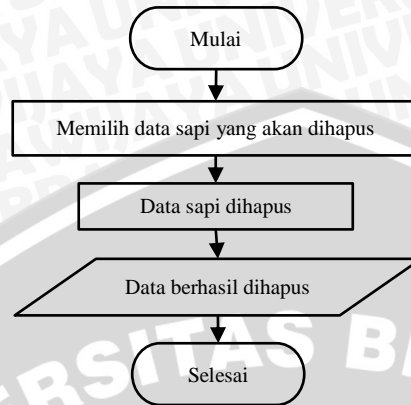 Mulai
Memilih data sapi yang akan dihapus
Data sapi dihapus
Data berhasil dihapus
Selesai